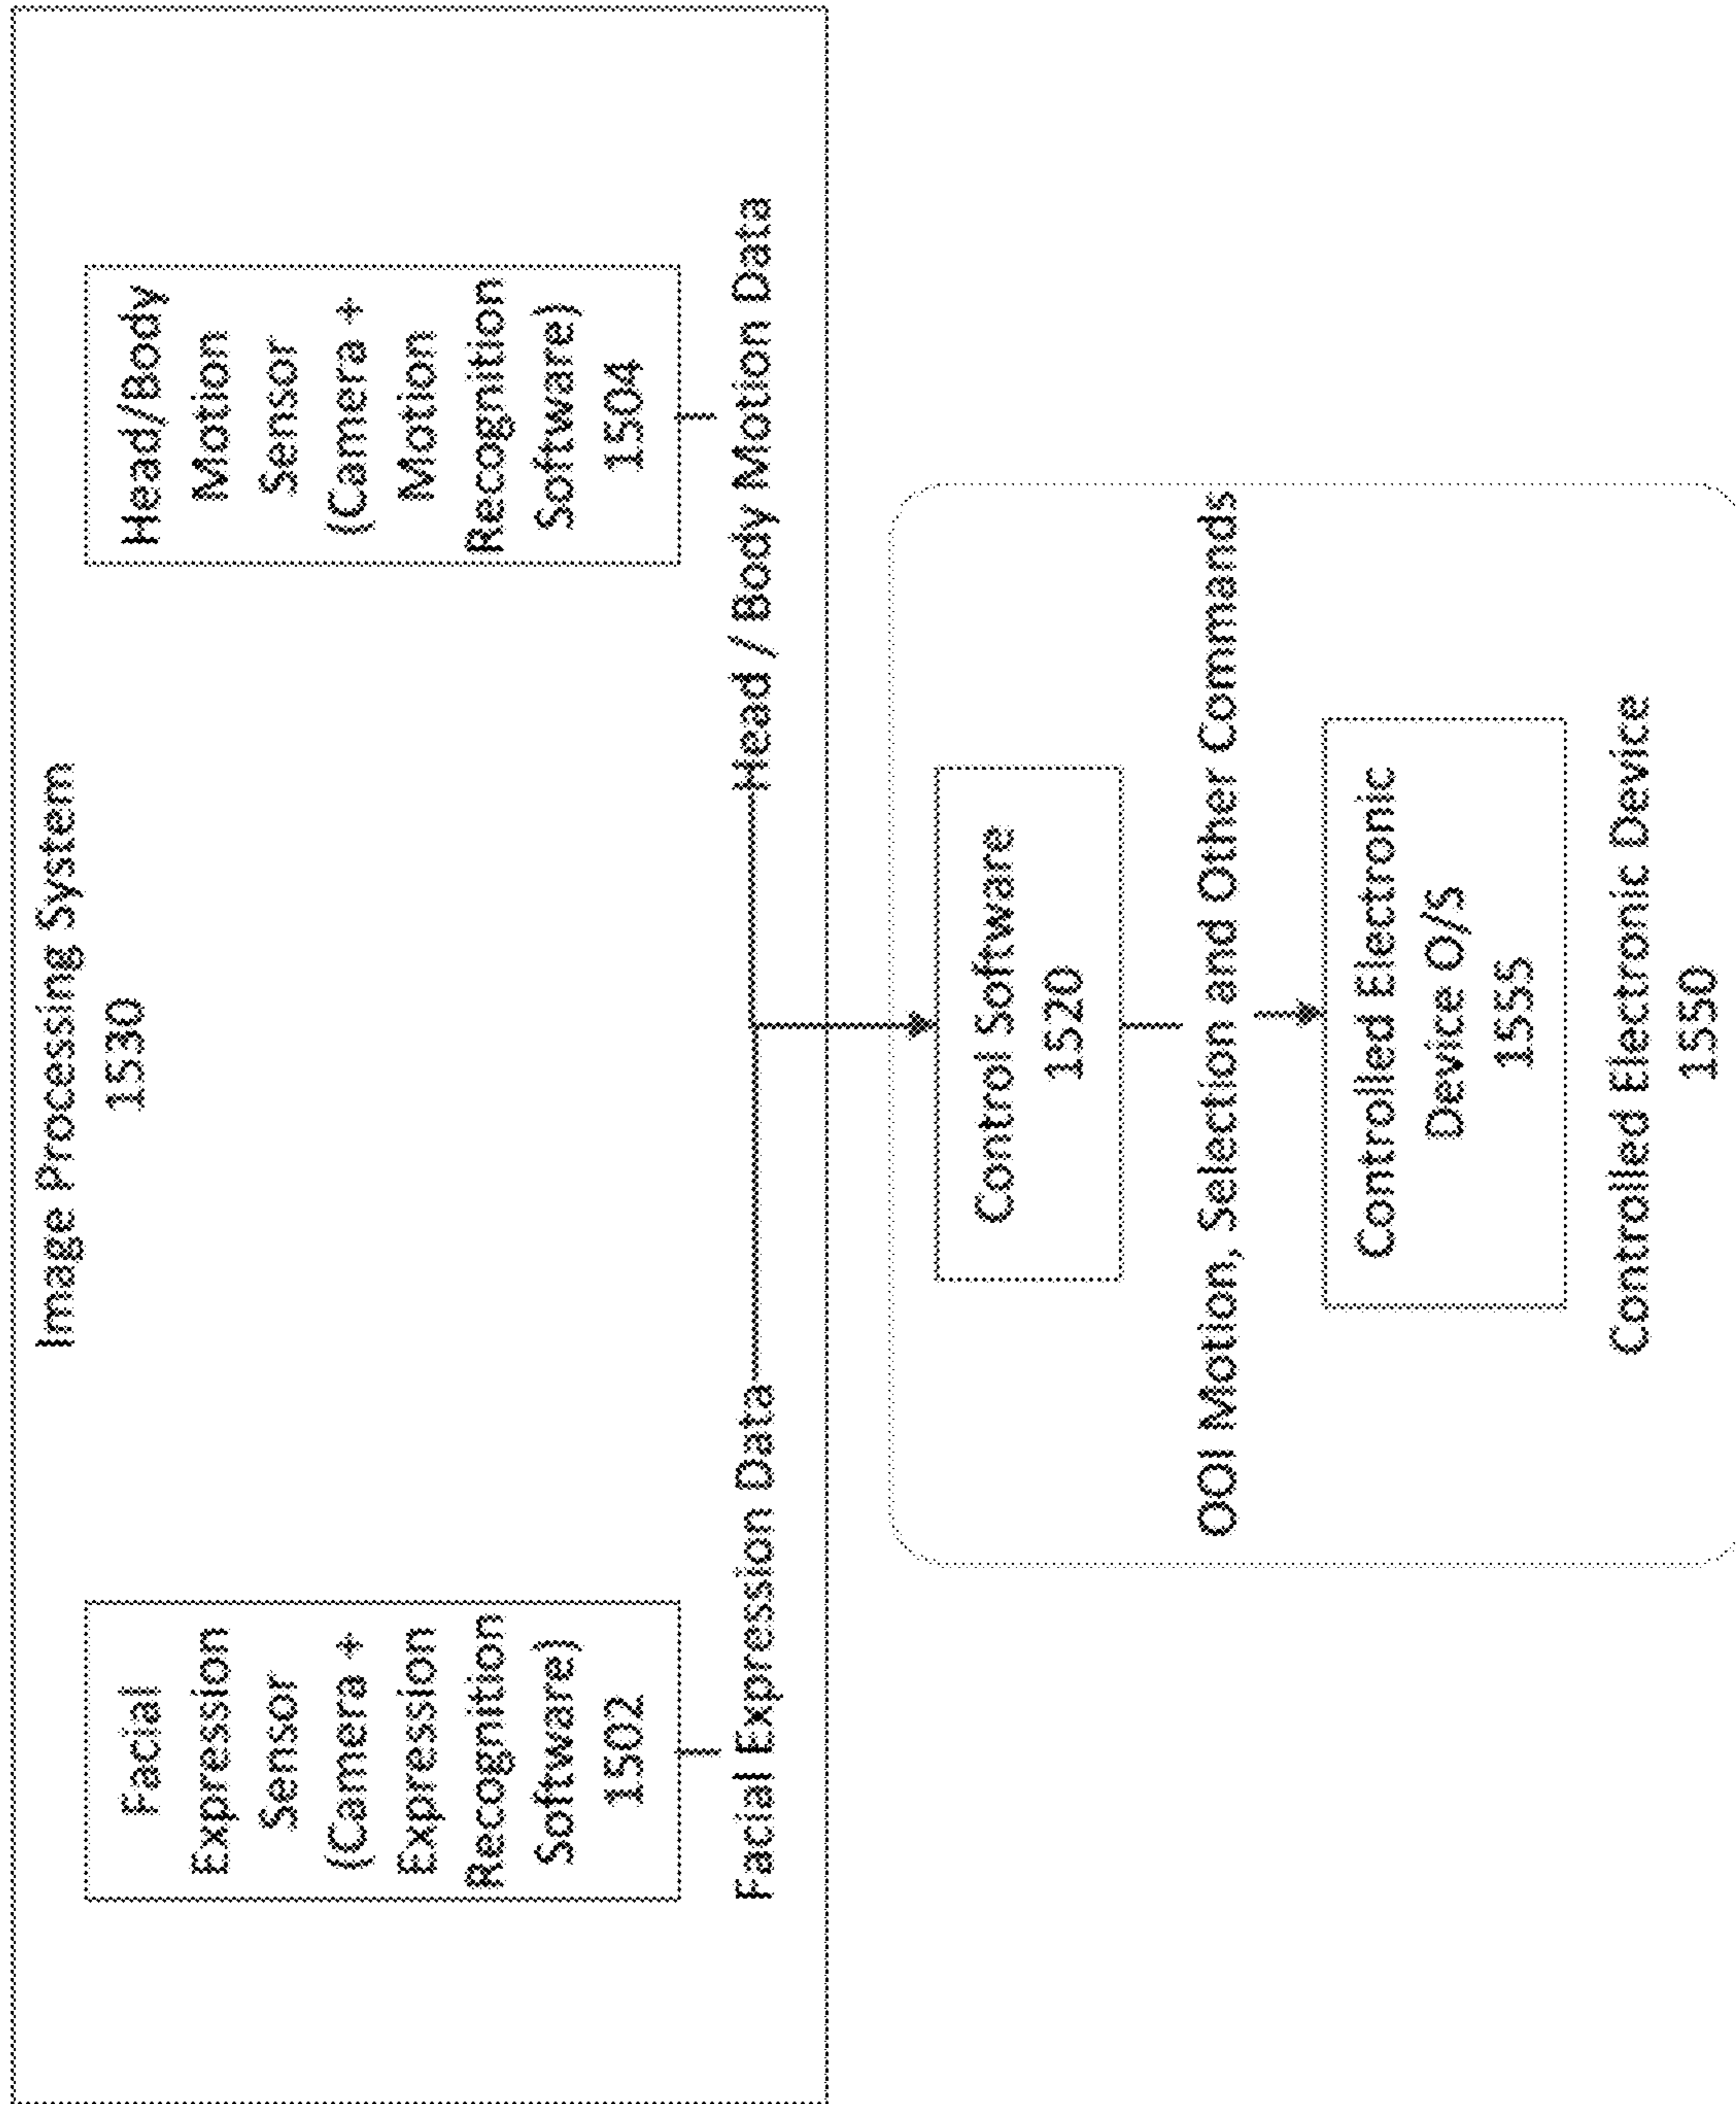 Image Processing System
1530
Facial
Expression
Sensor
(Camera +
Expression
Recognition
Software)
1502
Head/Body
Motion
Sensor
(Camera +
Motion
Recognition
Software)
1504
Facial Expression Data
Head / Body Motion Data
Control Software
1520
OOI Motion, Selection and Other Commands
Controlled Electronic
Device O/S
1555
Controlled Electronic Device
1550